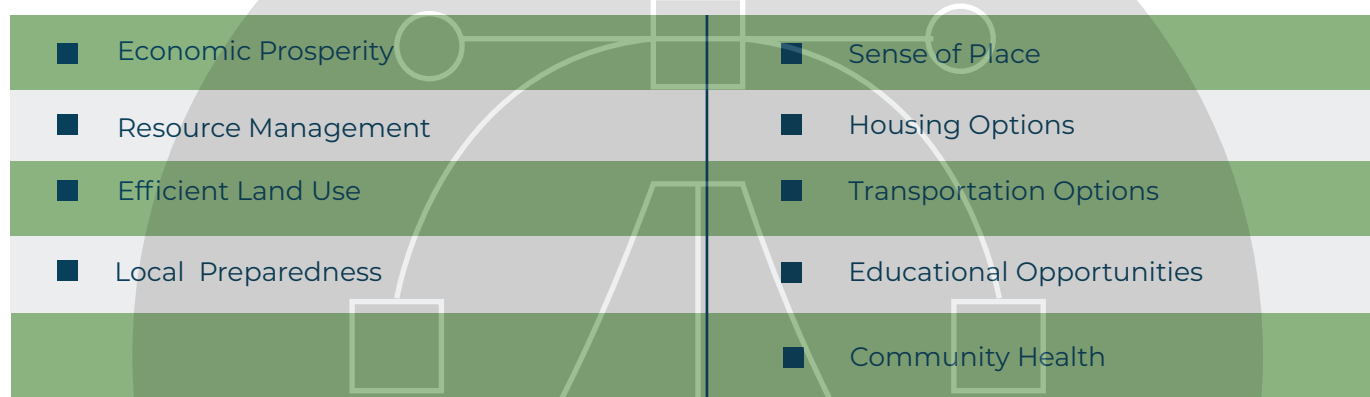 Economic Prosperity
Resource Management
Efficient Land Use
Local  Preparedness
Sense of Place
Housing Options
Transportation Options
Educational Opportunities
Community Health